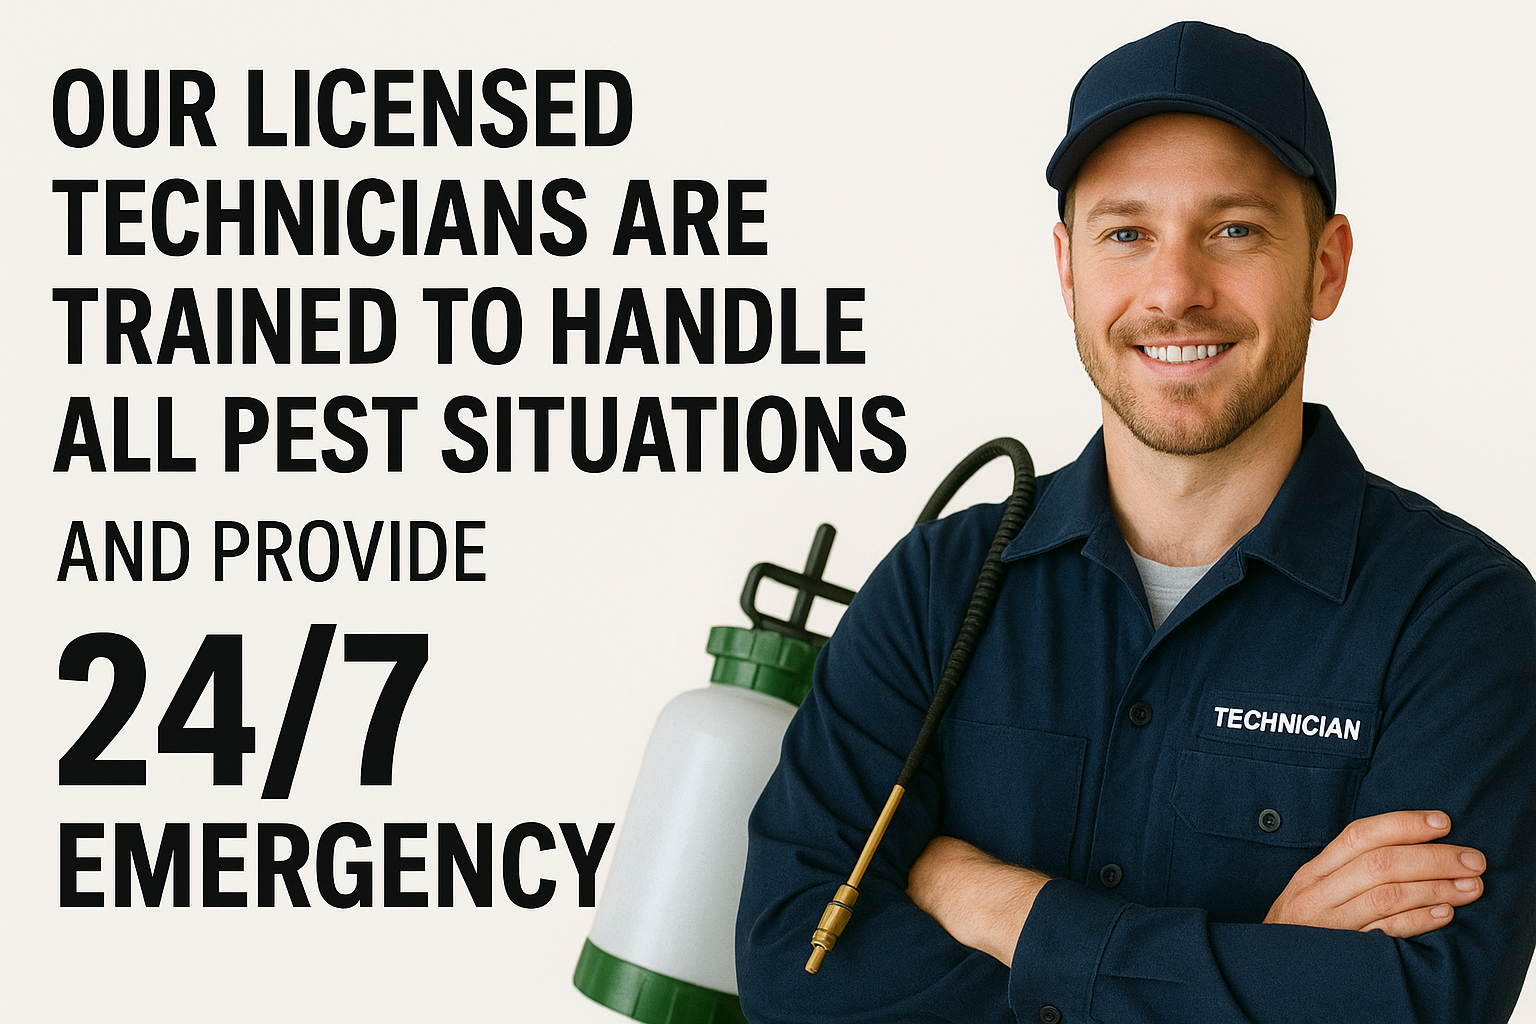 OUR LICENSED
TECHNICIANS ARE
TRAINED TO HANDLE
ALL PEST SITUATIONS
AND PROVIDE
24/7
EMERGENCY
TECHNICIAN